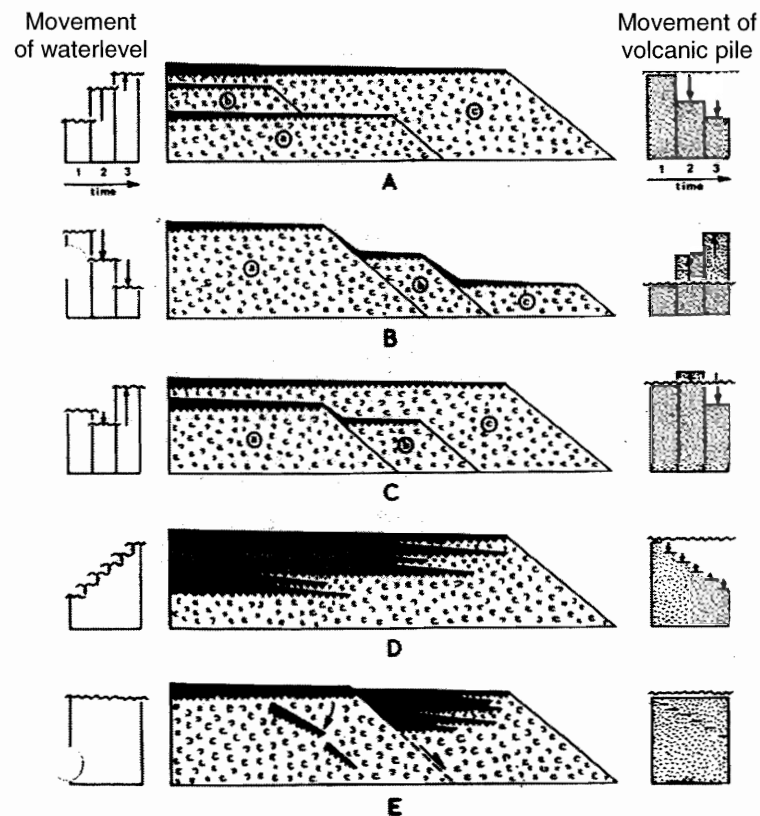 Movement
of waterlevel
Movement of
volcanic pile
1 2 3
time
b
c
a
A
1 2 3
time
a
b
c
B
a
b
c
C
D
E